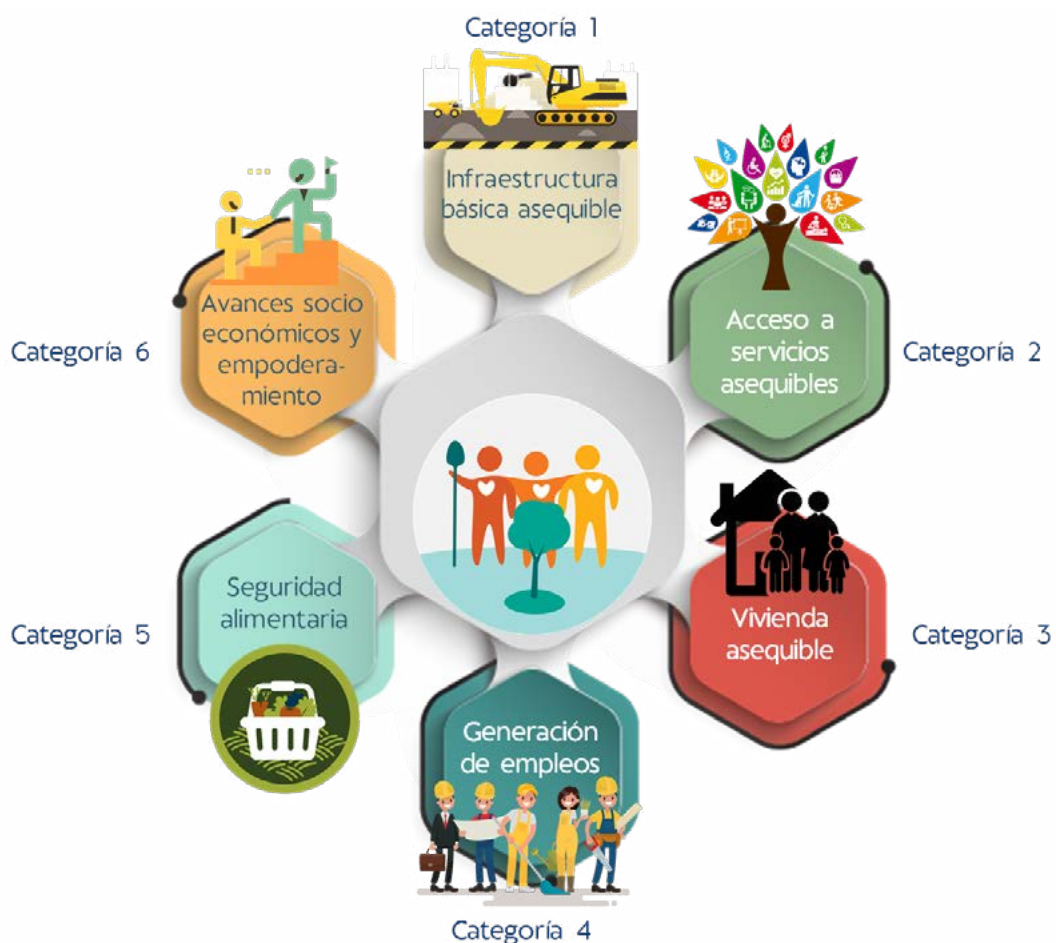 Categoría 1
Infraestructura
básica asequible
Acceso a
servicios
asequibles
Categoría 2
Vivienda
asequible
Categoría 3
Generación
de empleos
Categoría 4
Seguridad
alimentaria
Categoría 5
Avances socio
económicos y
empodera-
miento
Categoría 6